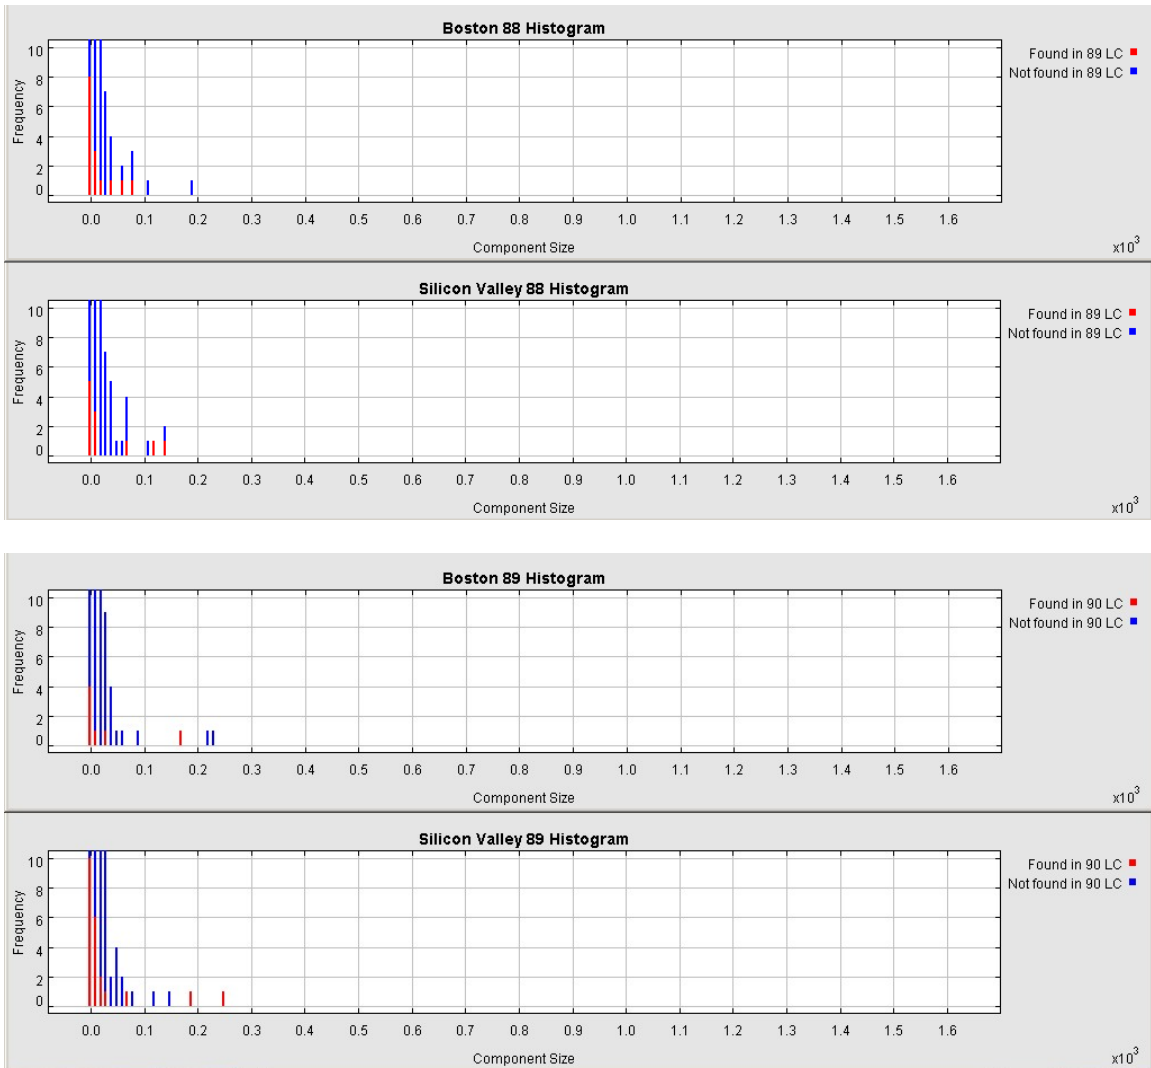 Boston 88 Histogram
Found in 89 LC
Not found in 89 LC
Frequency
10
8
6
4
2
0
0.0 0.1 0.2 0.3 0.4 0.5 0.6 0.7 0.8 0.9 1.0 1.1 1.2 1.3 1.4 1.5 1.6
Component Size
x10^3
Silicon Valley 88 Histogram
Found in 89 LC
Not found in 89 LC
Frequency
10
8
6
4
2
0
0.0 0.1 0.2 0.3 0.4 0.5 0.6 0.7 0.8 0.9 1.0 1.1 1.2 1.3 1.4 1.5 1.6
Component Size
x10^3
Boston 89 Histogram
Found in 90 LC
Not found in 90 LC
Frequency
10
8
6
4
2
0
0.0 0.1 0.2 0.3 0.4 0.5 0.6 0.7 0.8 0.9 1.0 1.1 1.2 1.3 1.4 1.5 1.6
Component Size
x10^3
Silicon Valley 89 Histogram
Found in 90 LC
Not found in 90 LC
Frequency
10
8
6
4
2
0
0.0 0.1 0.2 0.3 0.4 0.5 0.6 0.7 0.8 0.9 1.0 1.1 1.2 1.3 1.4 1.5 1.6
Component Size
x10^3